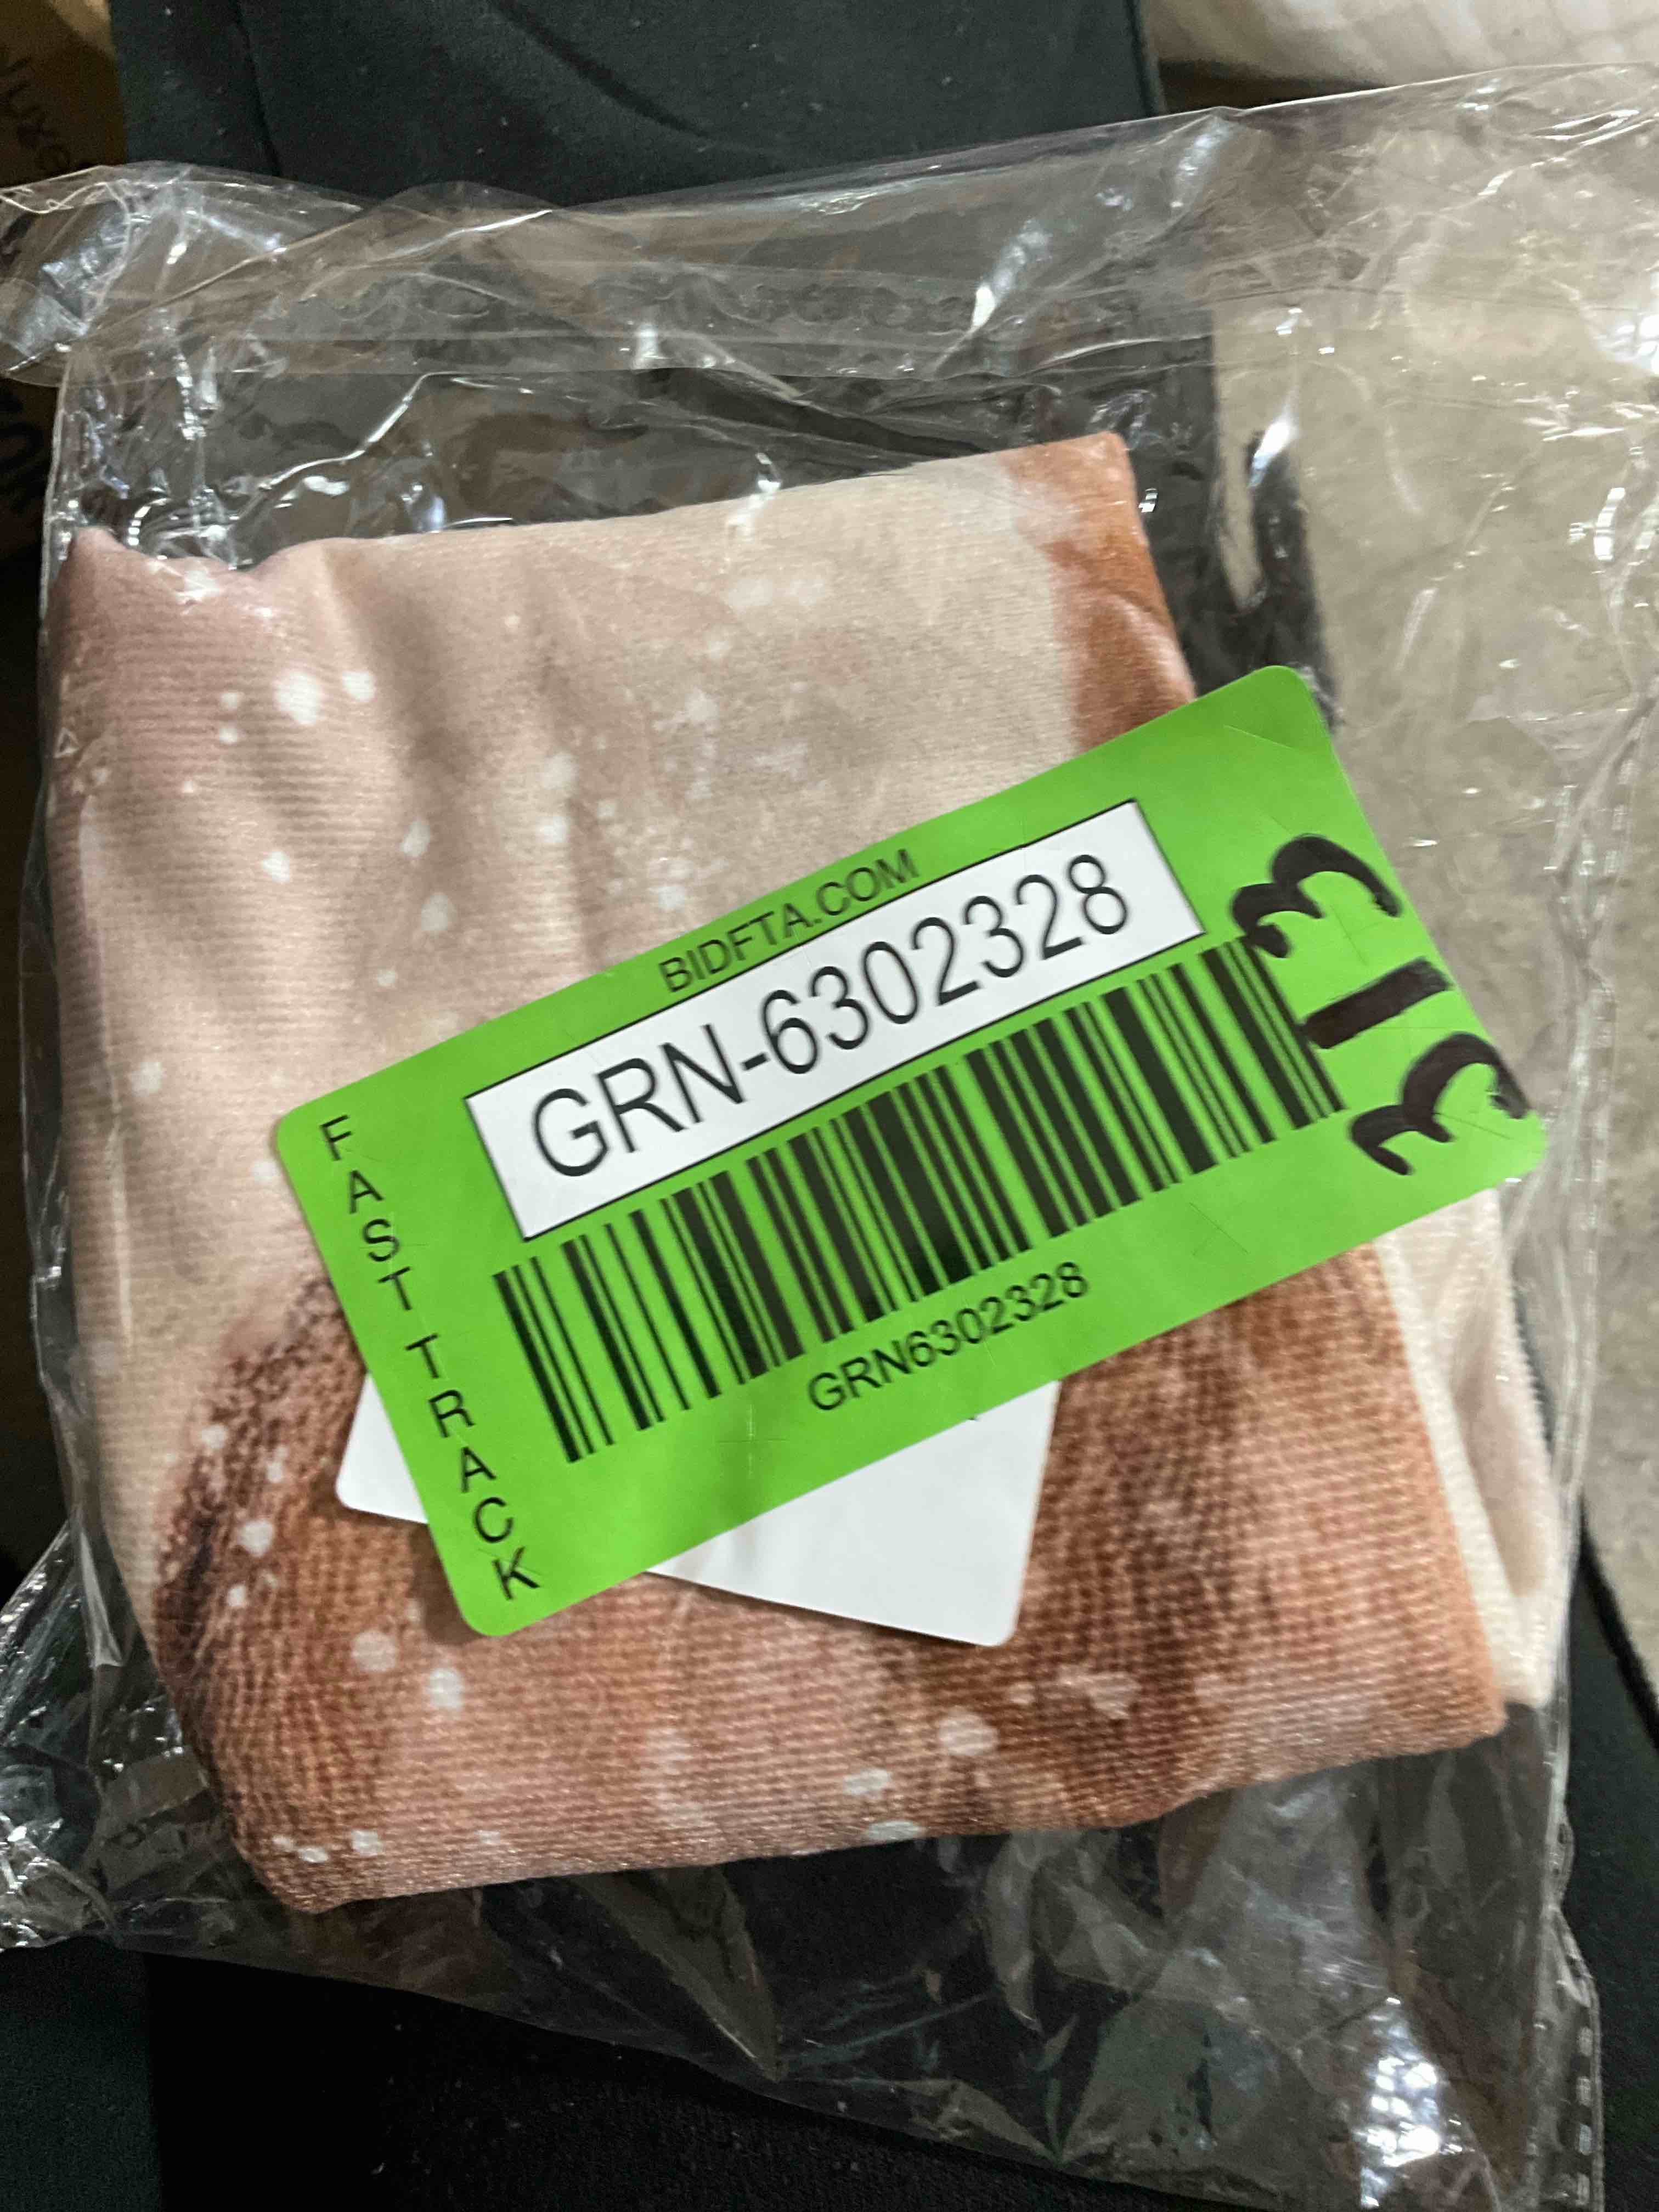 BIDFTA.COM
GRN-6302328
GRN6302328
FAST TRACK
313